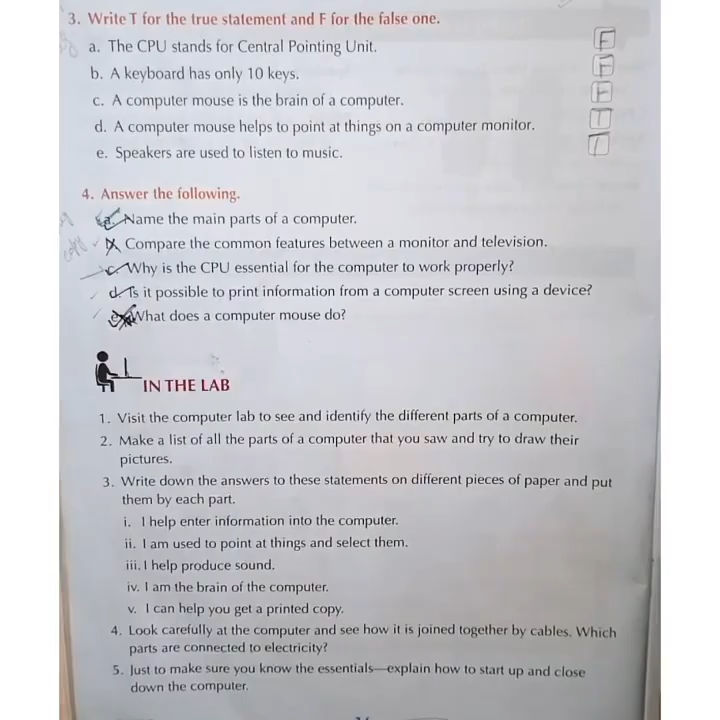 3. Write T for the true statement and F for the false one.
a. The CPU stands for Central Pointing Unit. F
b. A keyboard has only 10 keys. F
c. A computer mouse is the brain of a computer. F
d. A computer mouse helps to point at things on a computer monitor. T
e. Speakers are used to listen to music. T
4. Answer the following.
a. Name the main parts of a computer.
Compare the common features between a monitor and television.
c. Why is the CPU essential for the computer to work properly?
d. Is it possible to print information from a computer screen using a device?
e. What does a computer mouse do?
IN THE LAB
1. Visit the computer lab to see and identify the different parts of a computer.
2. Make a list of all the parts of a computer that you saw and try to draw their
pictures.
3. Write down the answers to these statements on different pieces of paper and put
them by each part.
i. I help enter information into the computer.
ii. I am used to point at things and select them.
iii. I help produce sound.
iv. I am the brain of the computer.
v. I can help you get a printed copy.
4. Look carefully at the computer and see how it is joined together by cables. Which
parts are connected to electricity?
5. Just to make sure you know the essentials—explain how to start up and close
down the computer.